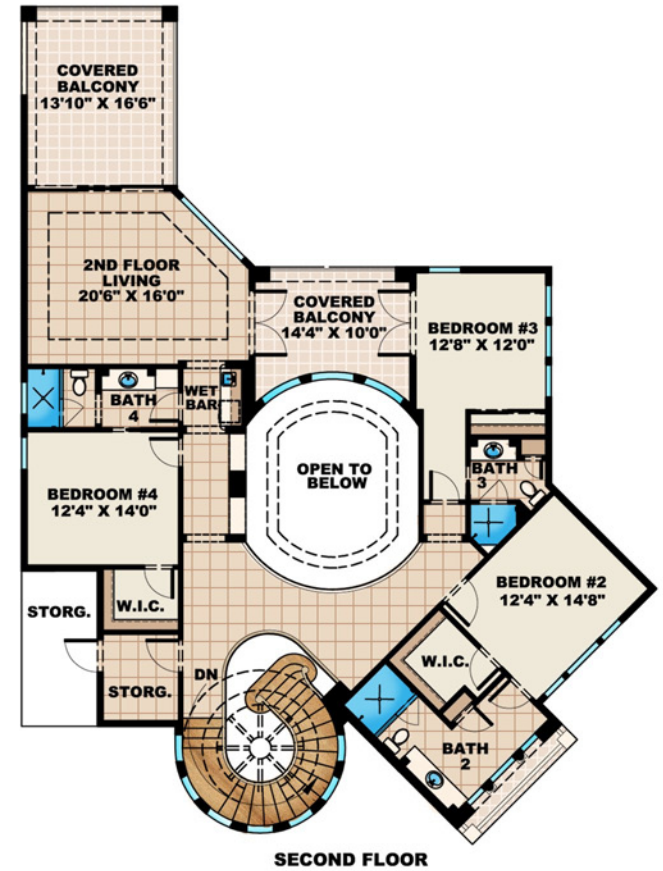 COVERED
BALCONY
13'10" X 16'6"
2ND FLOOR
LIVING
20'6" X 16'0"
COVERED
BALCONY
14'4" X 10'0"
BEDROOM #3
12'8" X 12'0"
WET
BAR
BATH
4
OPEN TO
BELOW
BATH
3
BEDROOM #4
12'4" X 14'0"
BEDROOM #2
12'4" X 14'8"
STORG.
W.I.C.
W.I.C.
STORG.
DN
BATH
2
SECOND FLOOR